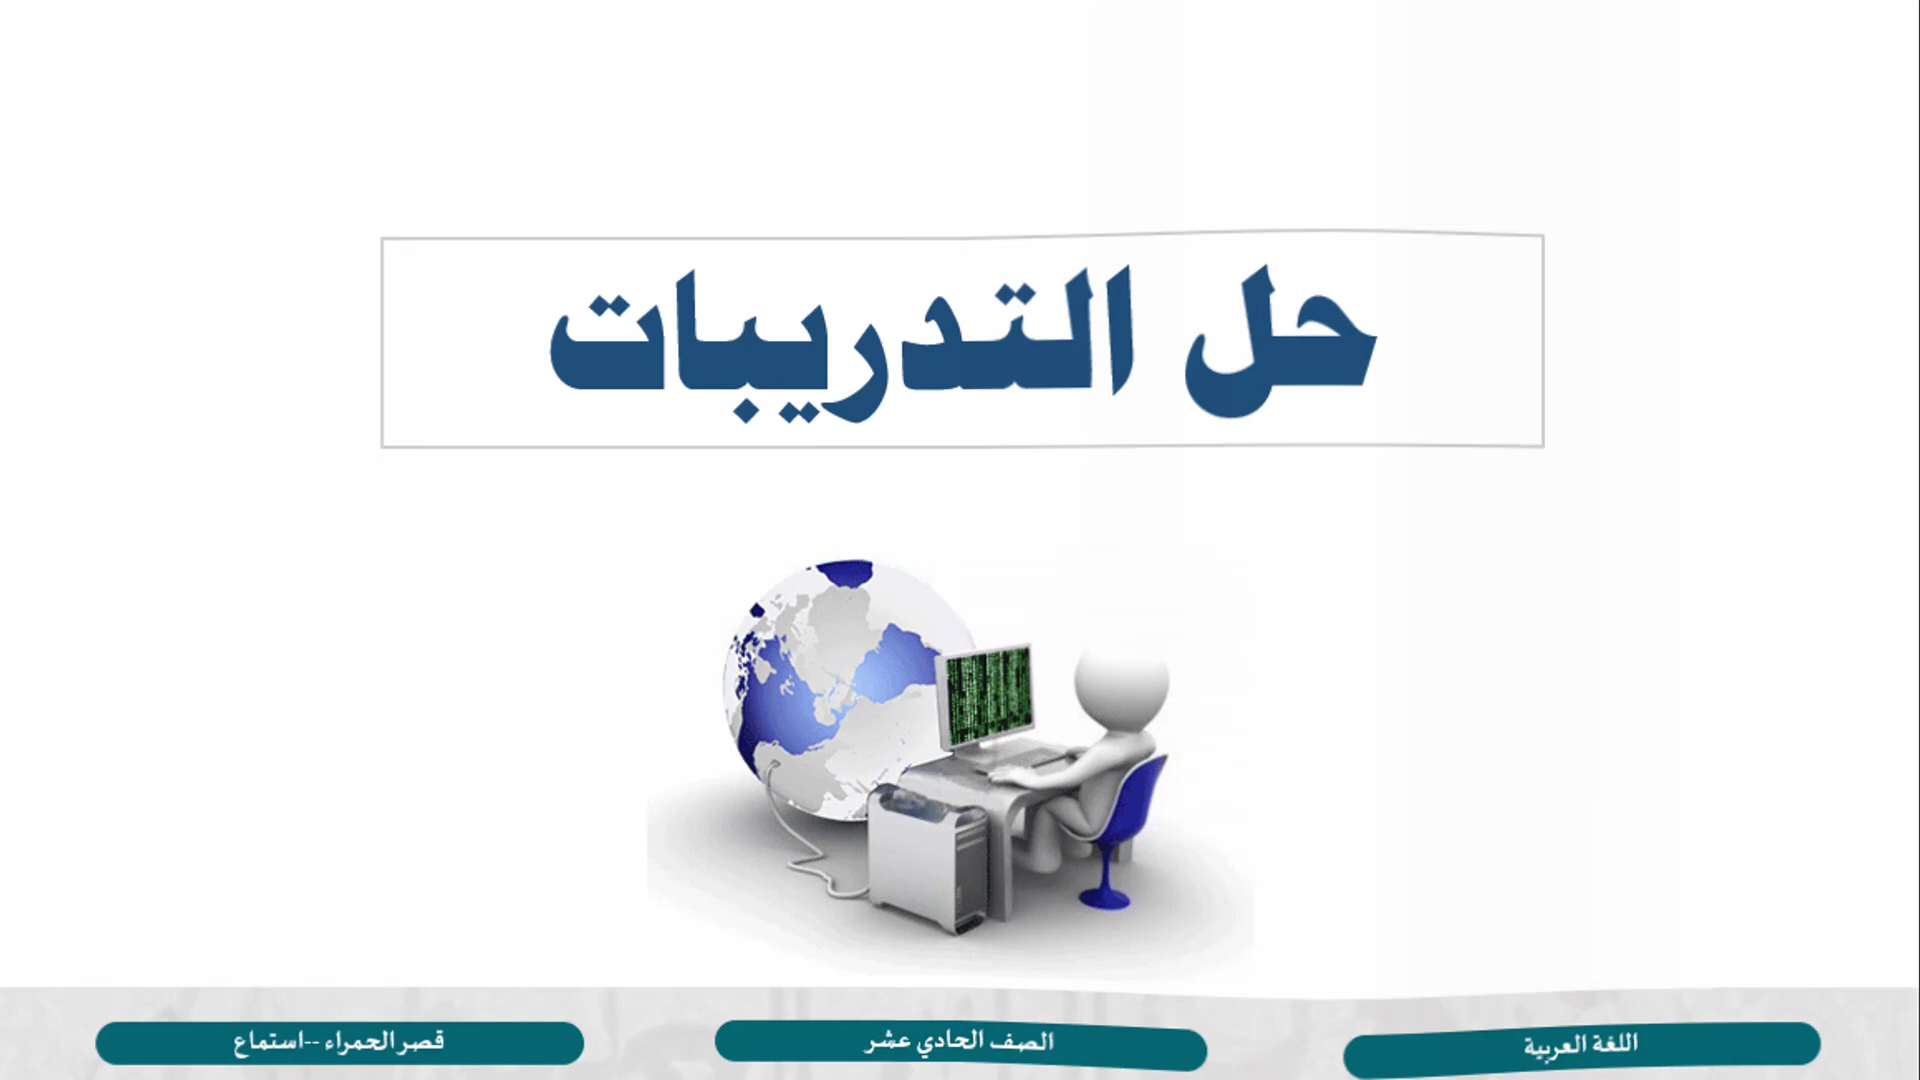 حل التدريبات
اللغة العربية
الصف الحادي عشر
قصر الحمراء --استماع